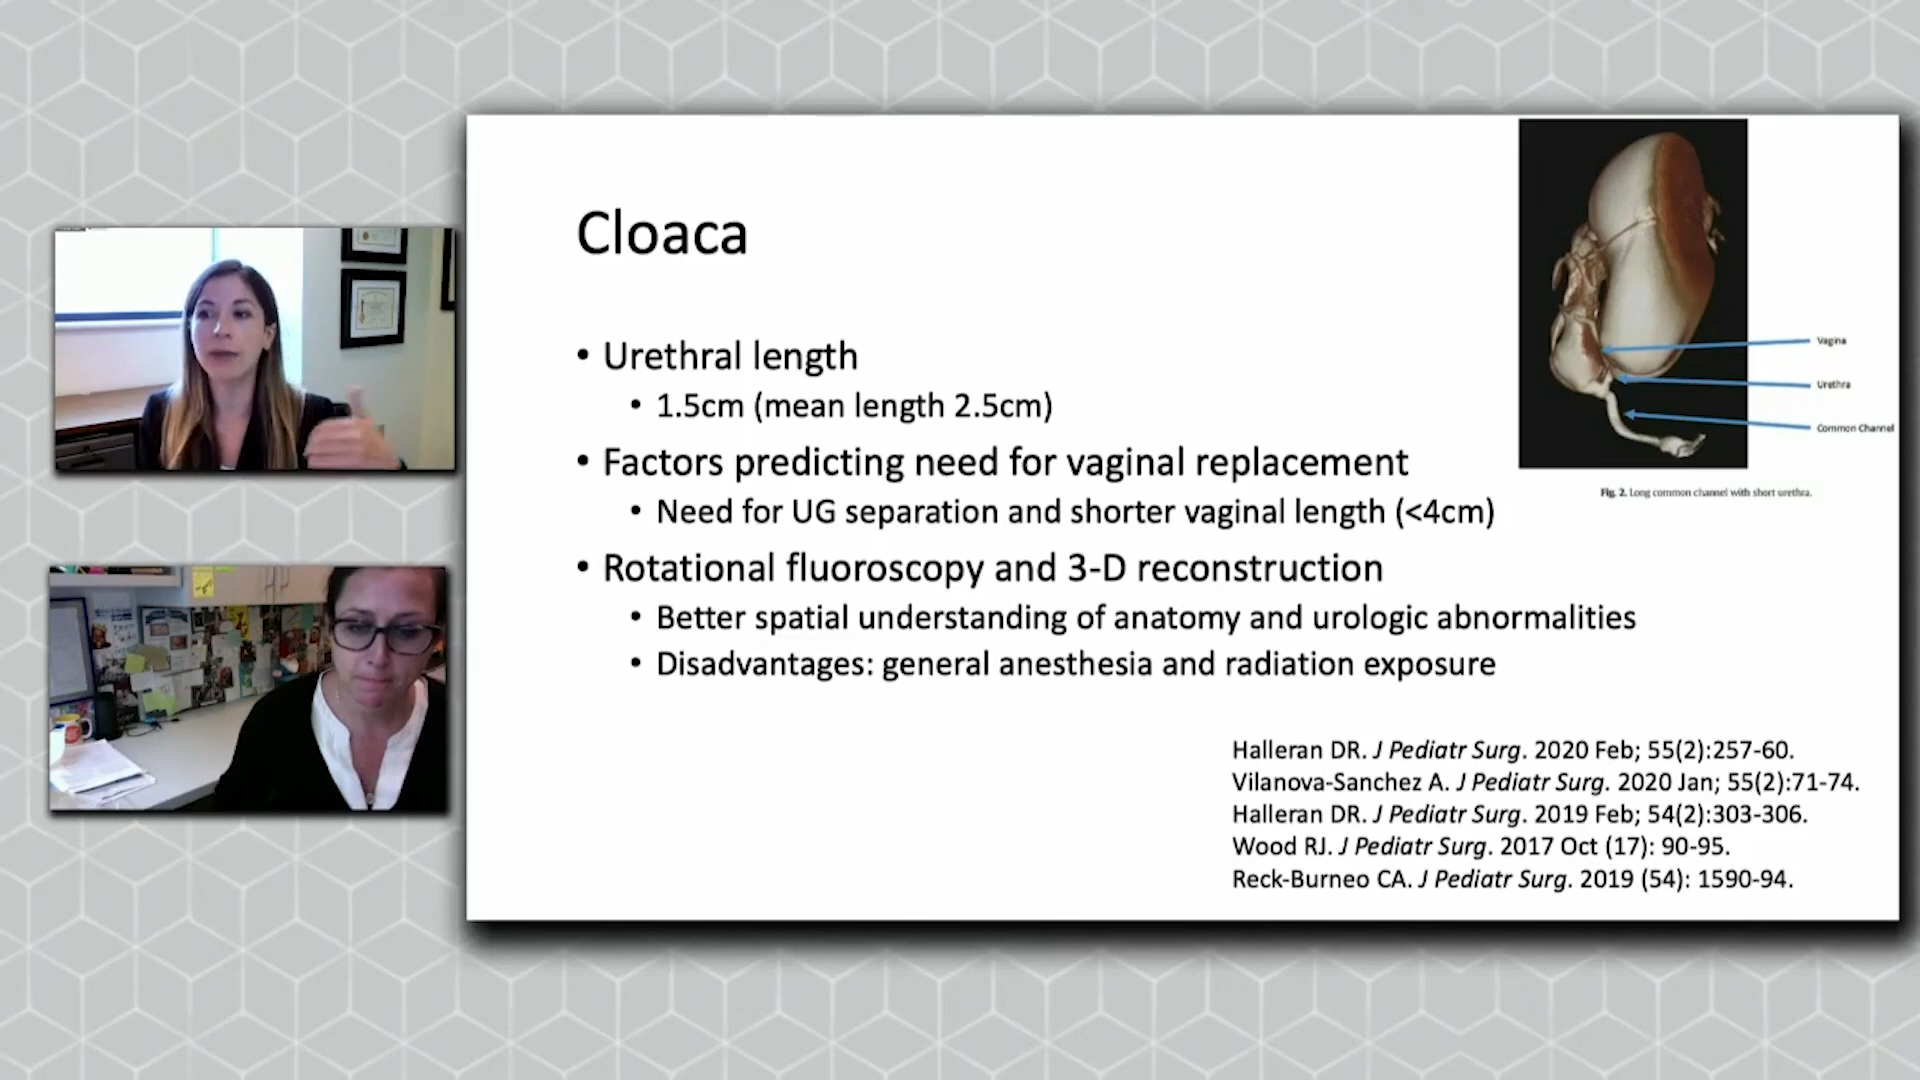 Cloaca
• Urethral length
• 1.5cm (mean length 2.5cm)
• Factors predicting need for vaginal replacement
• Need for UG separation and shorter vaginal length (<4cm)
• Rotational fluoroscopy and 3-D reconstruction
• Better spatial understanding of anatomy and urologic abnormalities
• Disadvantages: general anesthesia and radiation exposure
Vagina
Urethra
Common Channel
Fig. 2. Long common channel with short urethra.
Halleran DR. J Pediatr Surg. 2020 Feb; 55(2):257-60.
Vilanova-Sanchez A. J Pediatr Surg. 2020 Jan; 55(2):71-74.
Halleran DR. J Pediatr Surg. 2019 Feb; 54(2):303-306.
Wood RJ. J Pediatr Surg. 2017 Oct (17): 90-95.
Reck-Burneo CA. J Pediatr Surg. 2019 (54): 1590-94.